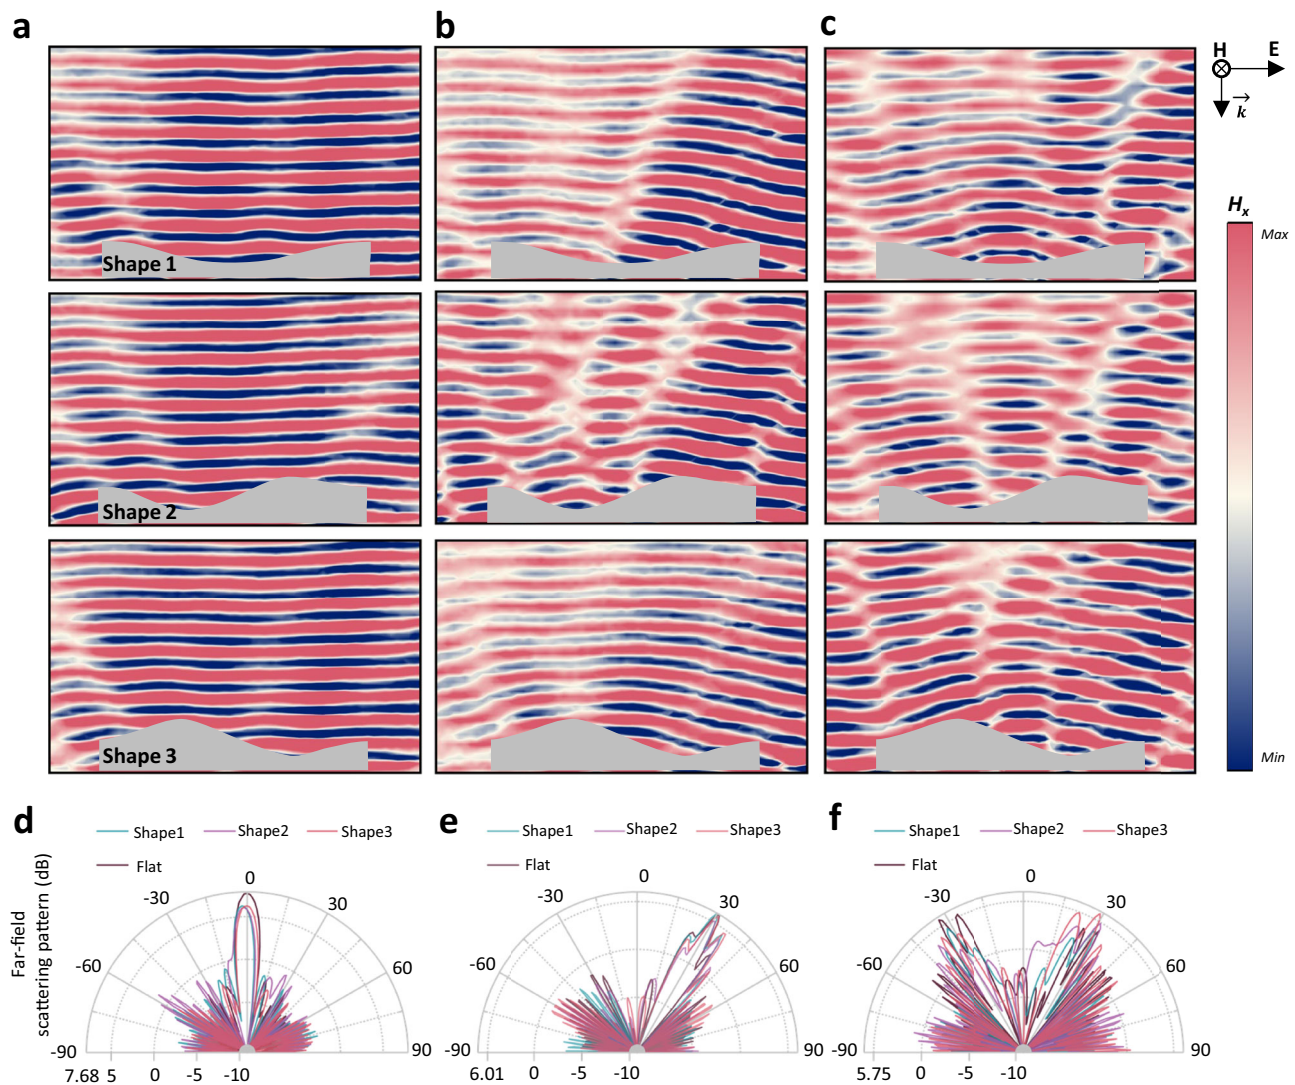 a
b
c
H
E
k
Shape 1
Shape 2
Shape 3
Hx
Max
Min
d
Shape1
Shape2
Shape3
Flat
Far-field
scattering pattern (dB)
0
-30
30
-60
60
-90
90
7.68 5 0 -5 -10
e
Shape1
Shape2
Shape3
Flat
0
-30
30
-60
60
-90
90
6.01 0 -5 -10
f
Shape1
Shape2
Shape3
Flat
0
-30
30
-60
60
-90
90
5.75 0 -5 -10